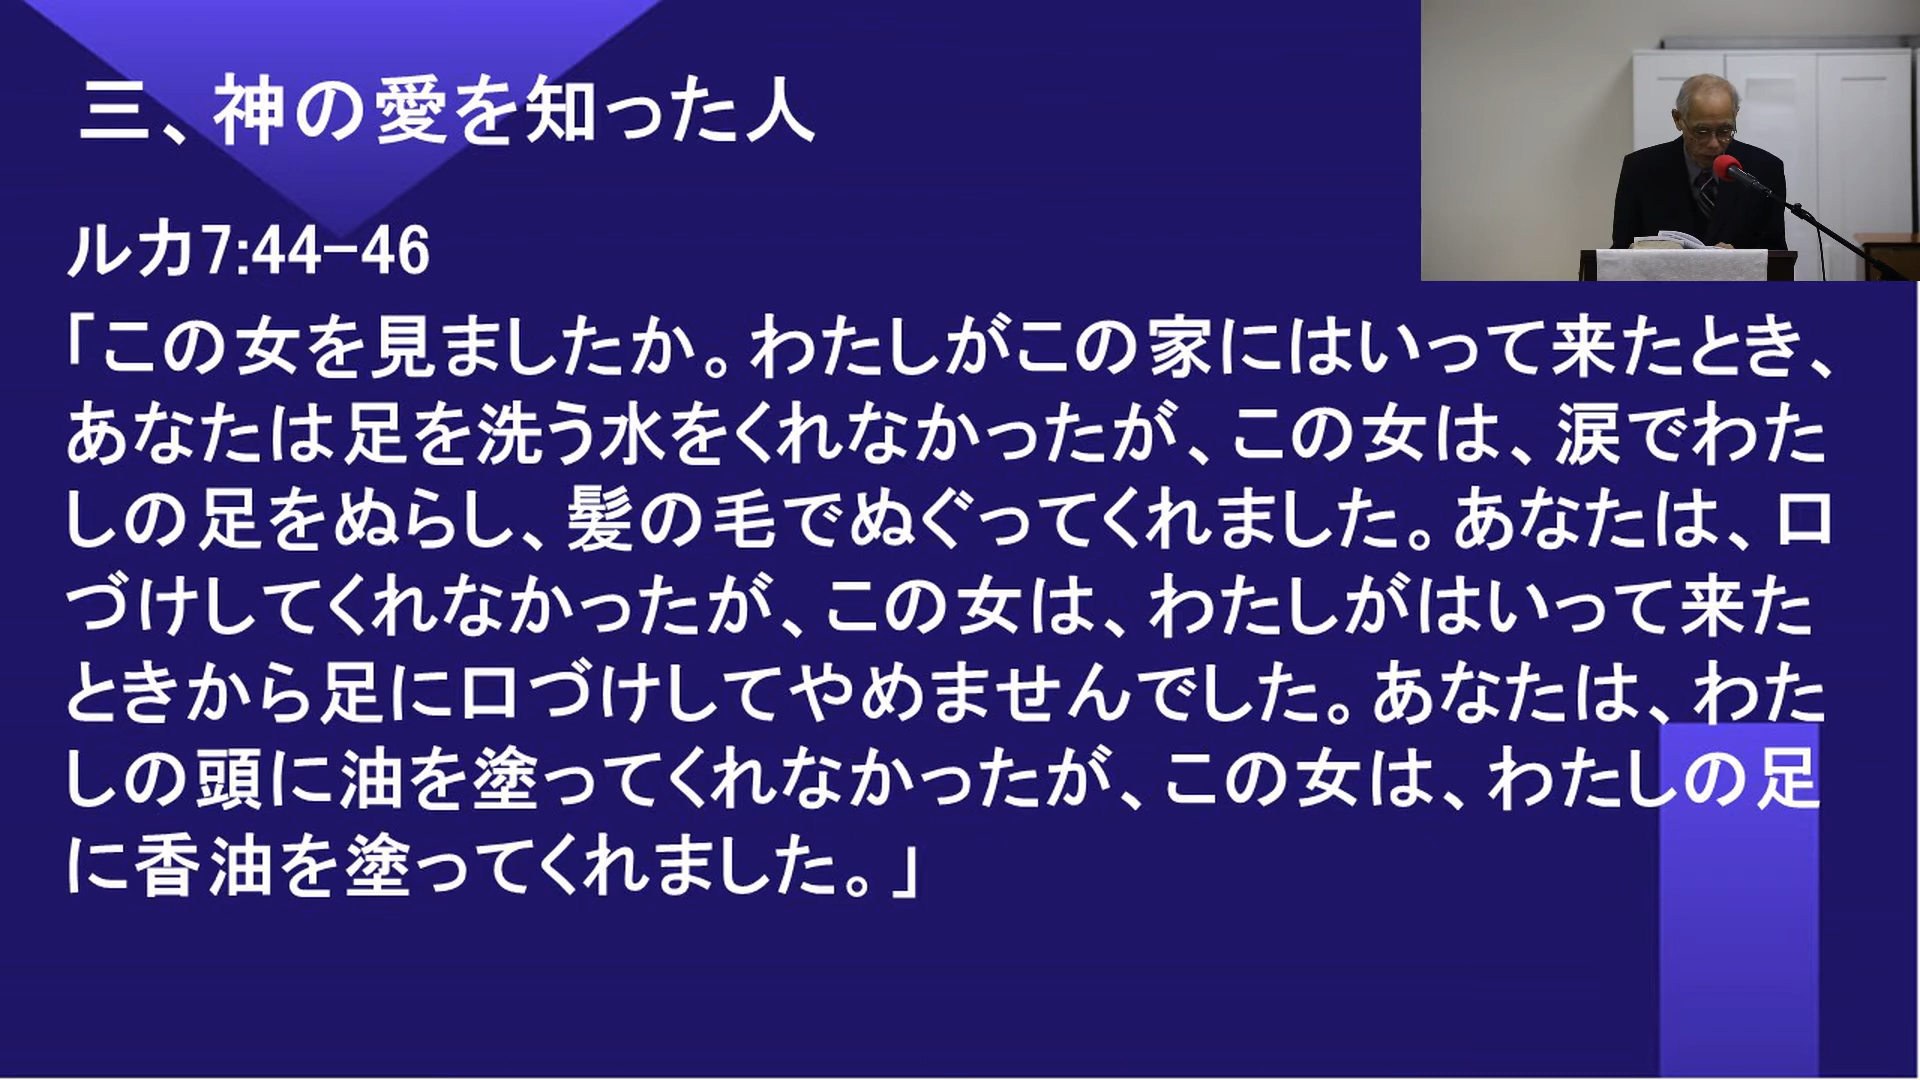 三、神の愛を知った人
ルカ7:44−46
「この女を見ましたか。わたしがこの家にはいって来たとき、
あなたは足を洗う水をくれなかったが、この女は、涙でわた
しの足をぬらし、髪の毛でぬぐってくれました。あなたは、口
づけしてくれなかったが、この女は、わたしがはいって来た
ときから足に口づけしてやめませんでした。あなたは、わた
しの頭に油を塗ってくれなかったが、この女は、わたしの足
に香油を塗ってくれました。」